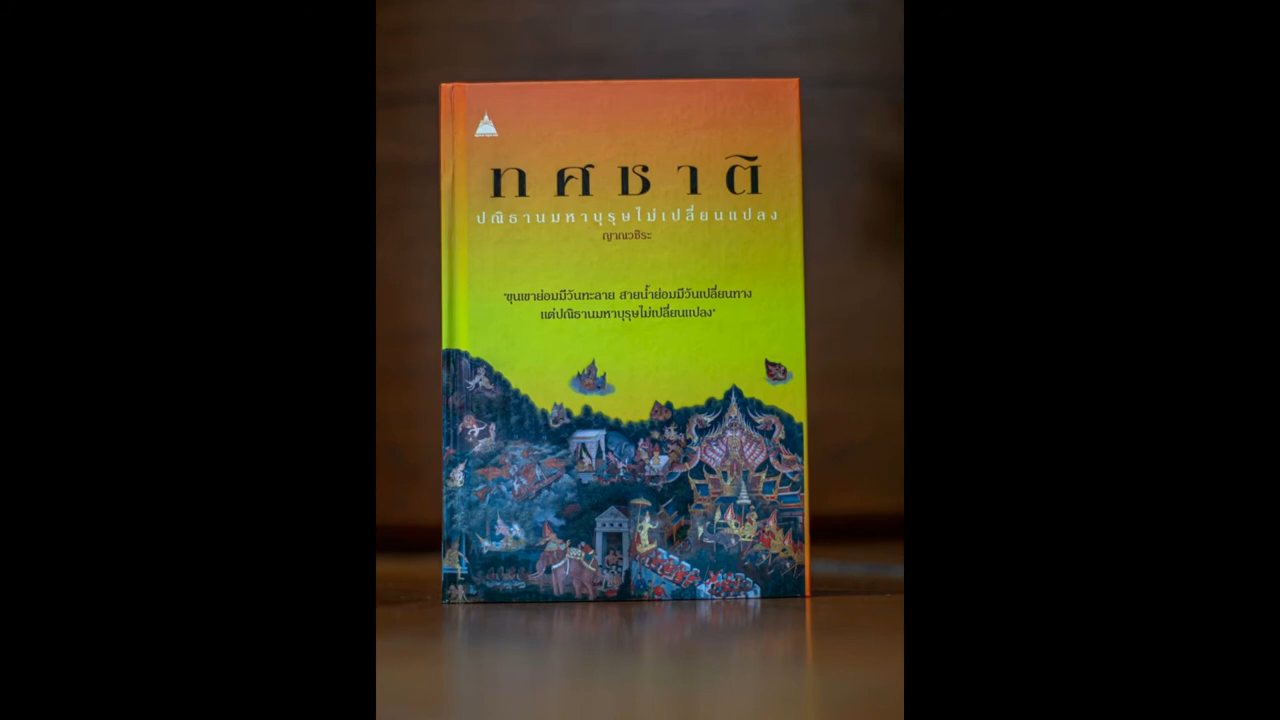 ทศชาติ
ปณิธานมหาบุรุษไม่เปลี่ยนแปลง
ญาณวชิระ
'ขุนเขาย่อมมีวันทะลาย สายน้ำย่อมมีวันเปลี่ยนทาง
แต่ปณิธานมหาบุรุษไม่เปลี่ยนแปลง'